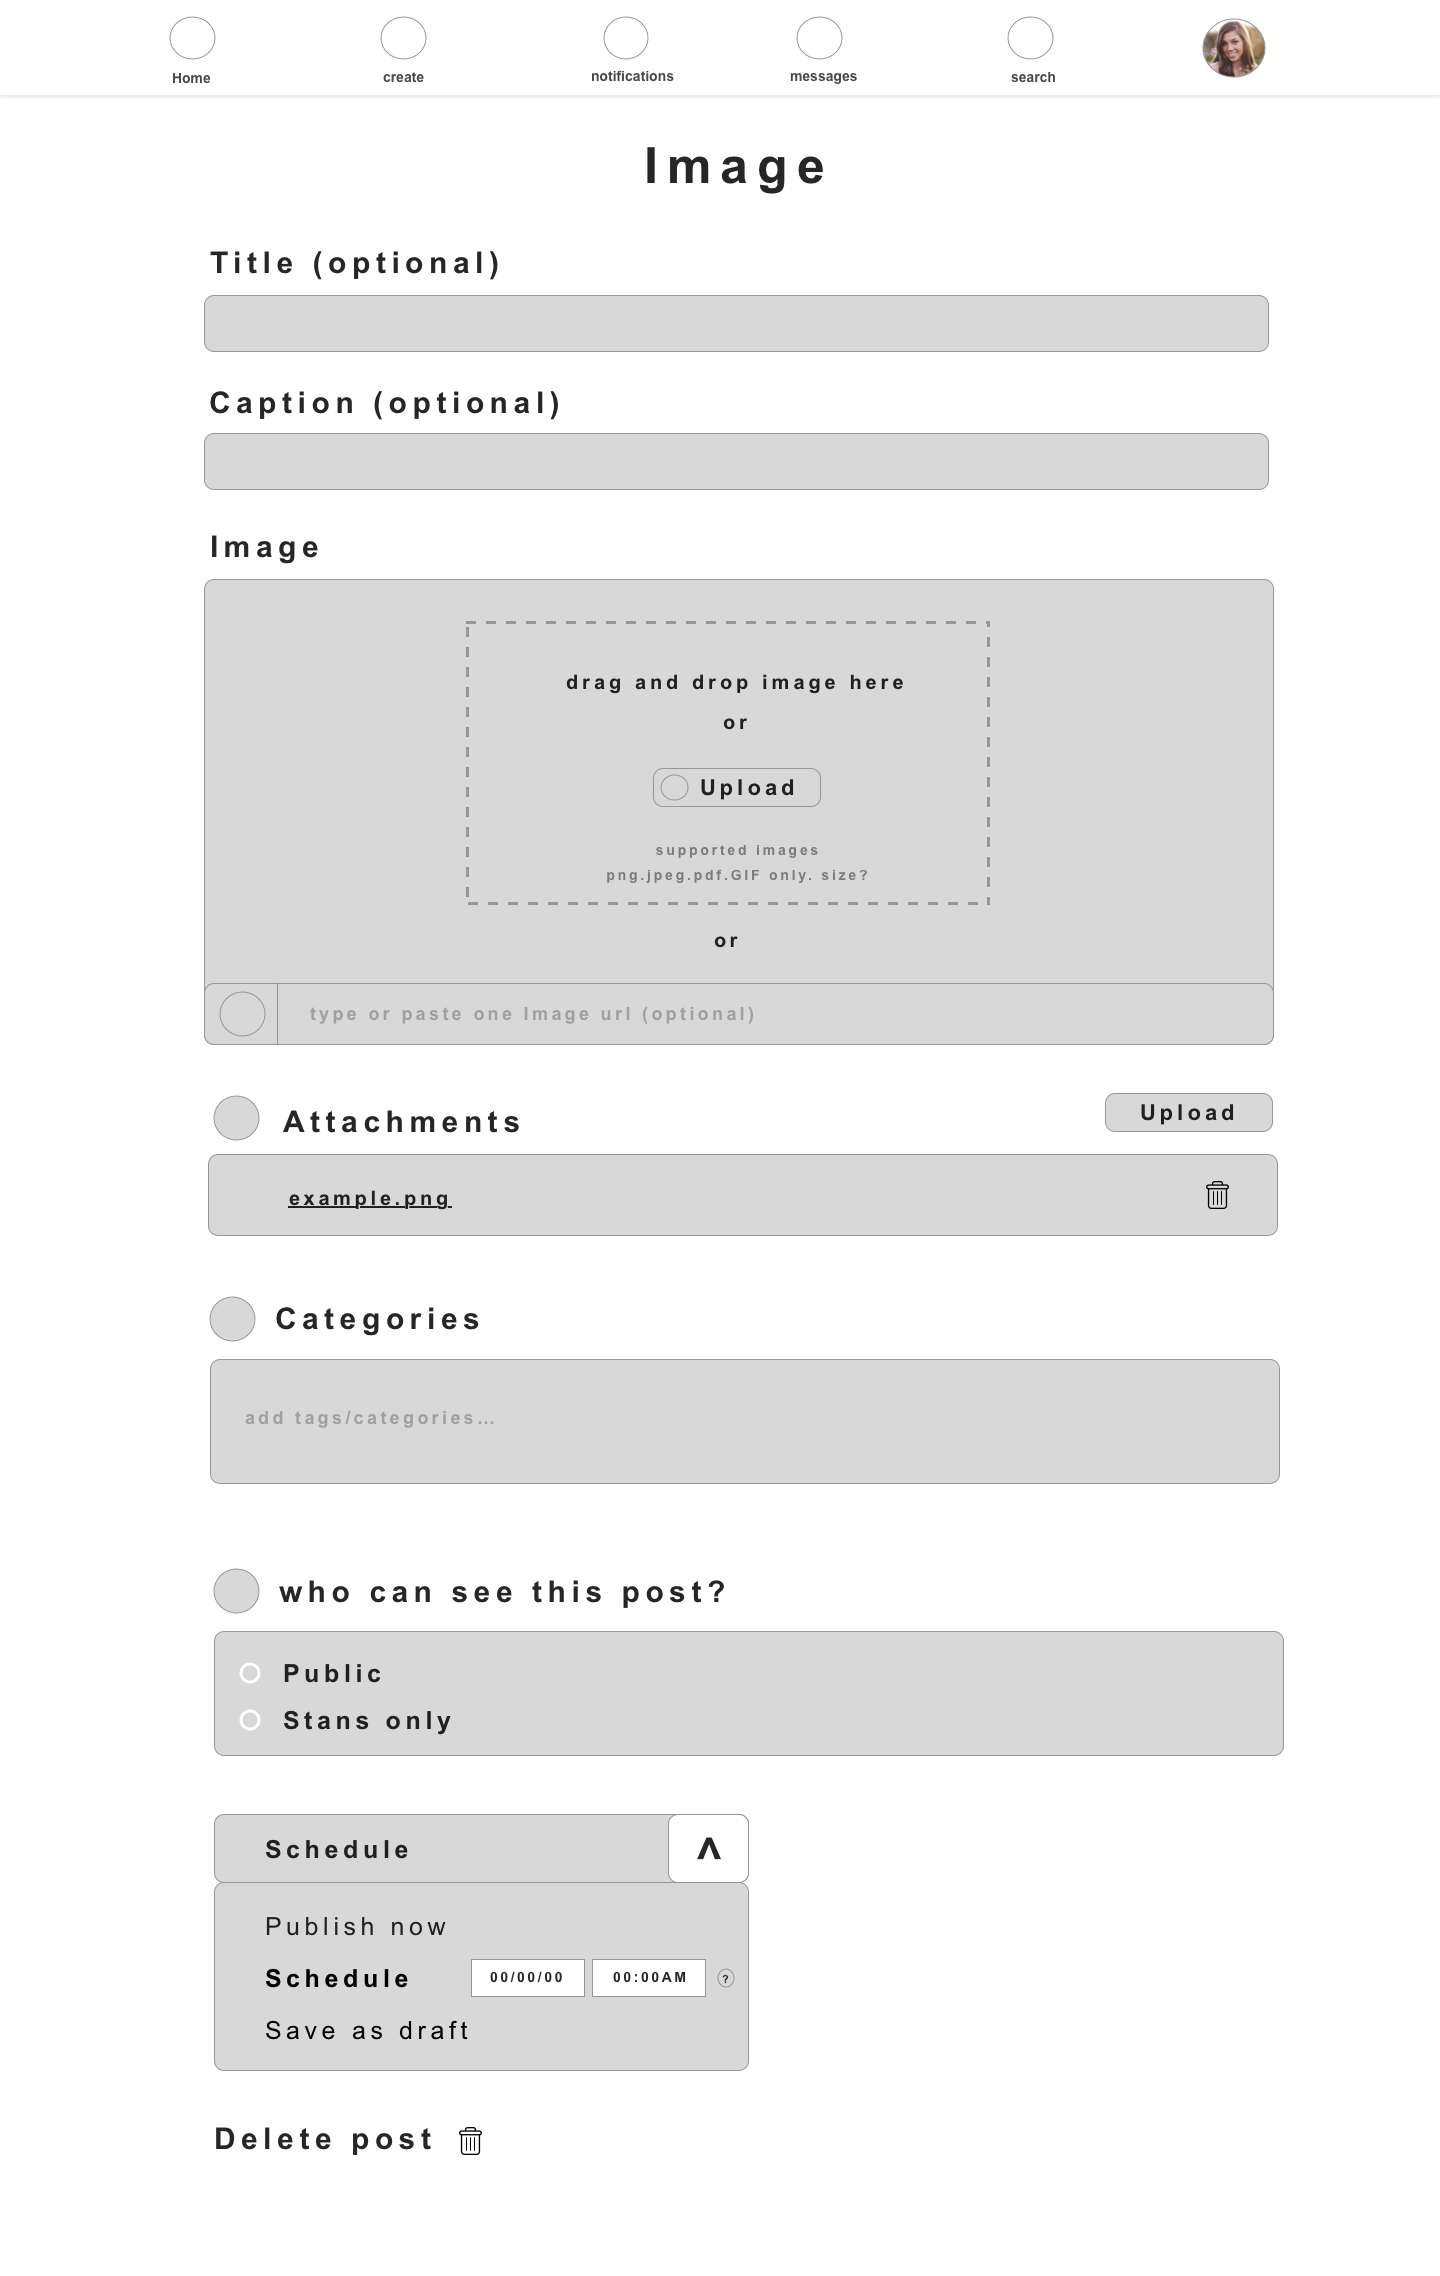 Home create notifications messages search
Image
Title (optional)
Caption (optional)
Image
drag and drop image here
or
Upload
supported images
png.jpeg.pdf.GIF only. size?
or
type or paste one Image url (optional)
Attachments
Upload
example.png
Categories
add tags/categories...
who can see this post?
Public
Stans only
Schedule
Publish now
Schedule 00/00/00 00:00AM ?
Save as draft
Delete post